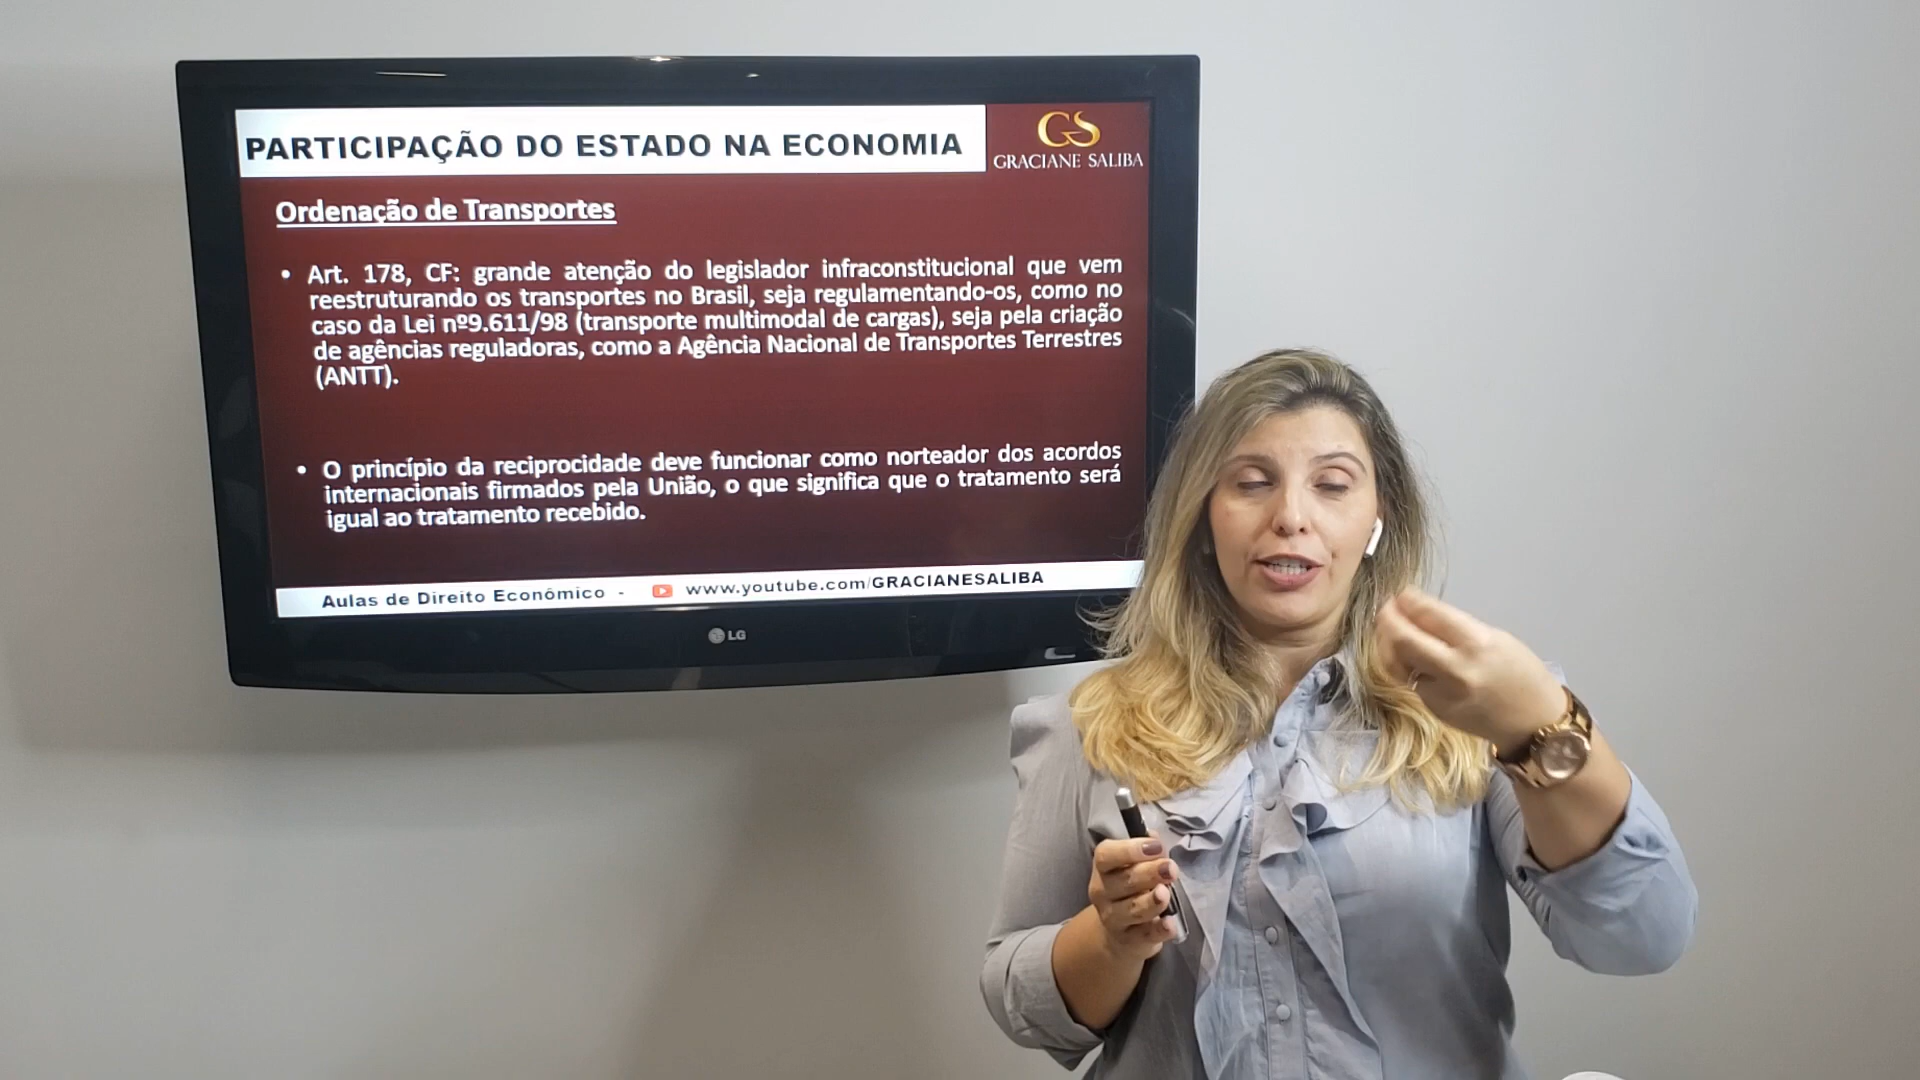 PARTICIPAÇÃO DO ESTADO NA ECONOMIA
GS
GRACIANE SALIBA
Ordenação de Transportes
• Art. 178, CF: grande atenção do legislador infraconstitucional que vem
reestruturando os transportes no Brasil, seja regulamentando-os, como no
caso da Lei nº9.611/98 (transporte multimodal de cargas), seja pela criação
de agências reguladoras, como a Agência Nacional de Transportes Terrestres
(ANTT).
• O princípio da reciprocidade deve funcionar como norteador dos acordos
internacionais firmados pela União, o que significa que o tratamento será
igual ao tratamento recebido.
Aulas de Direito Econômico - www.youtube.com/GRACIANESALIBA
LG